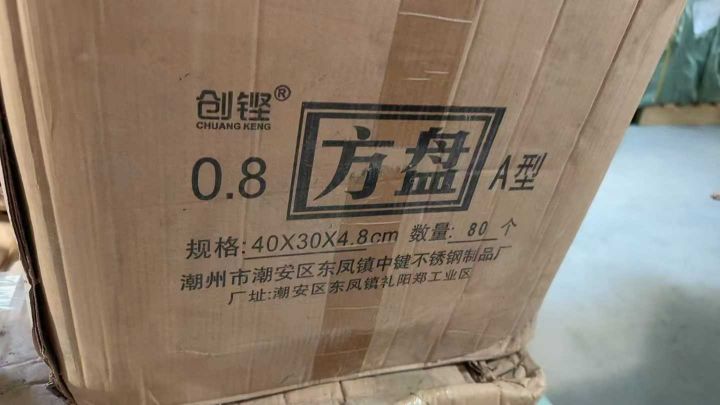 创铿®
CHUANG KENG
0.8 方盘 A型
规格: 40X30X4.8cm 数量: 80 个
潮州市潮安区东凤镇中键不锈钢制品厂
厂址:潮安区东凤镇礼阳郑工业区